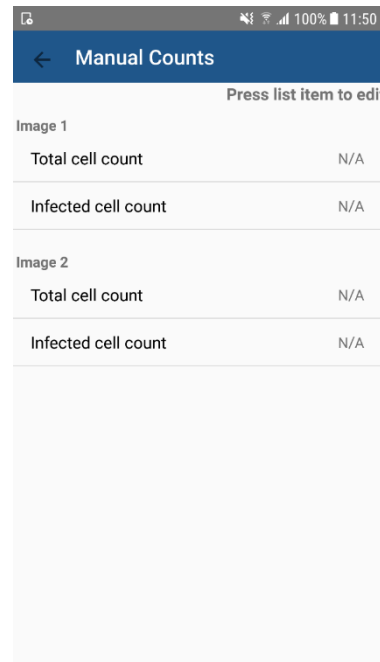 100% 11:50
Manual Counts
Press list item to edi
Image 1
Total cell count N/A
Infected cell count N/A
Image 2
Total cell count N/A
Infected cell count N/A